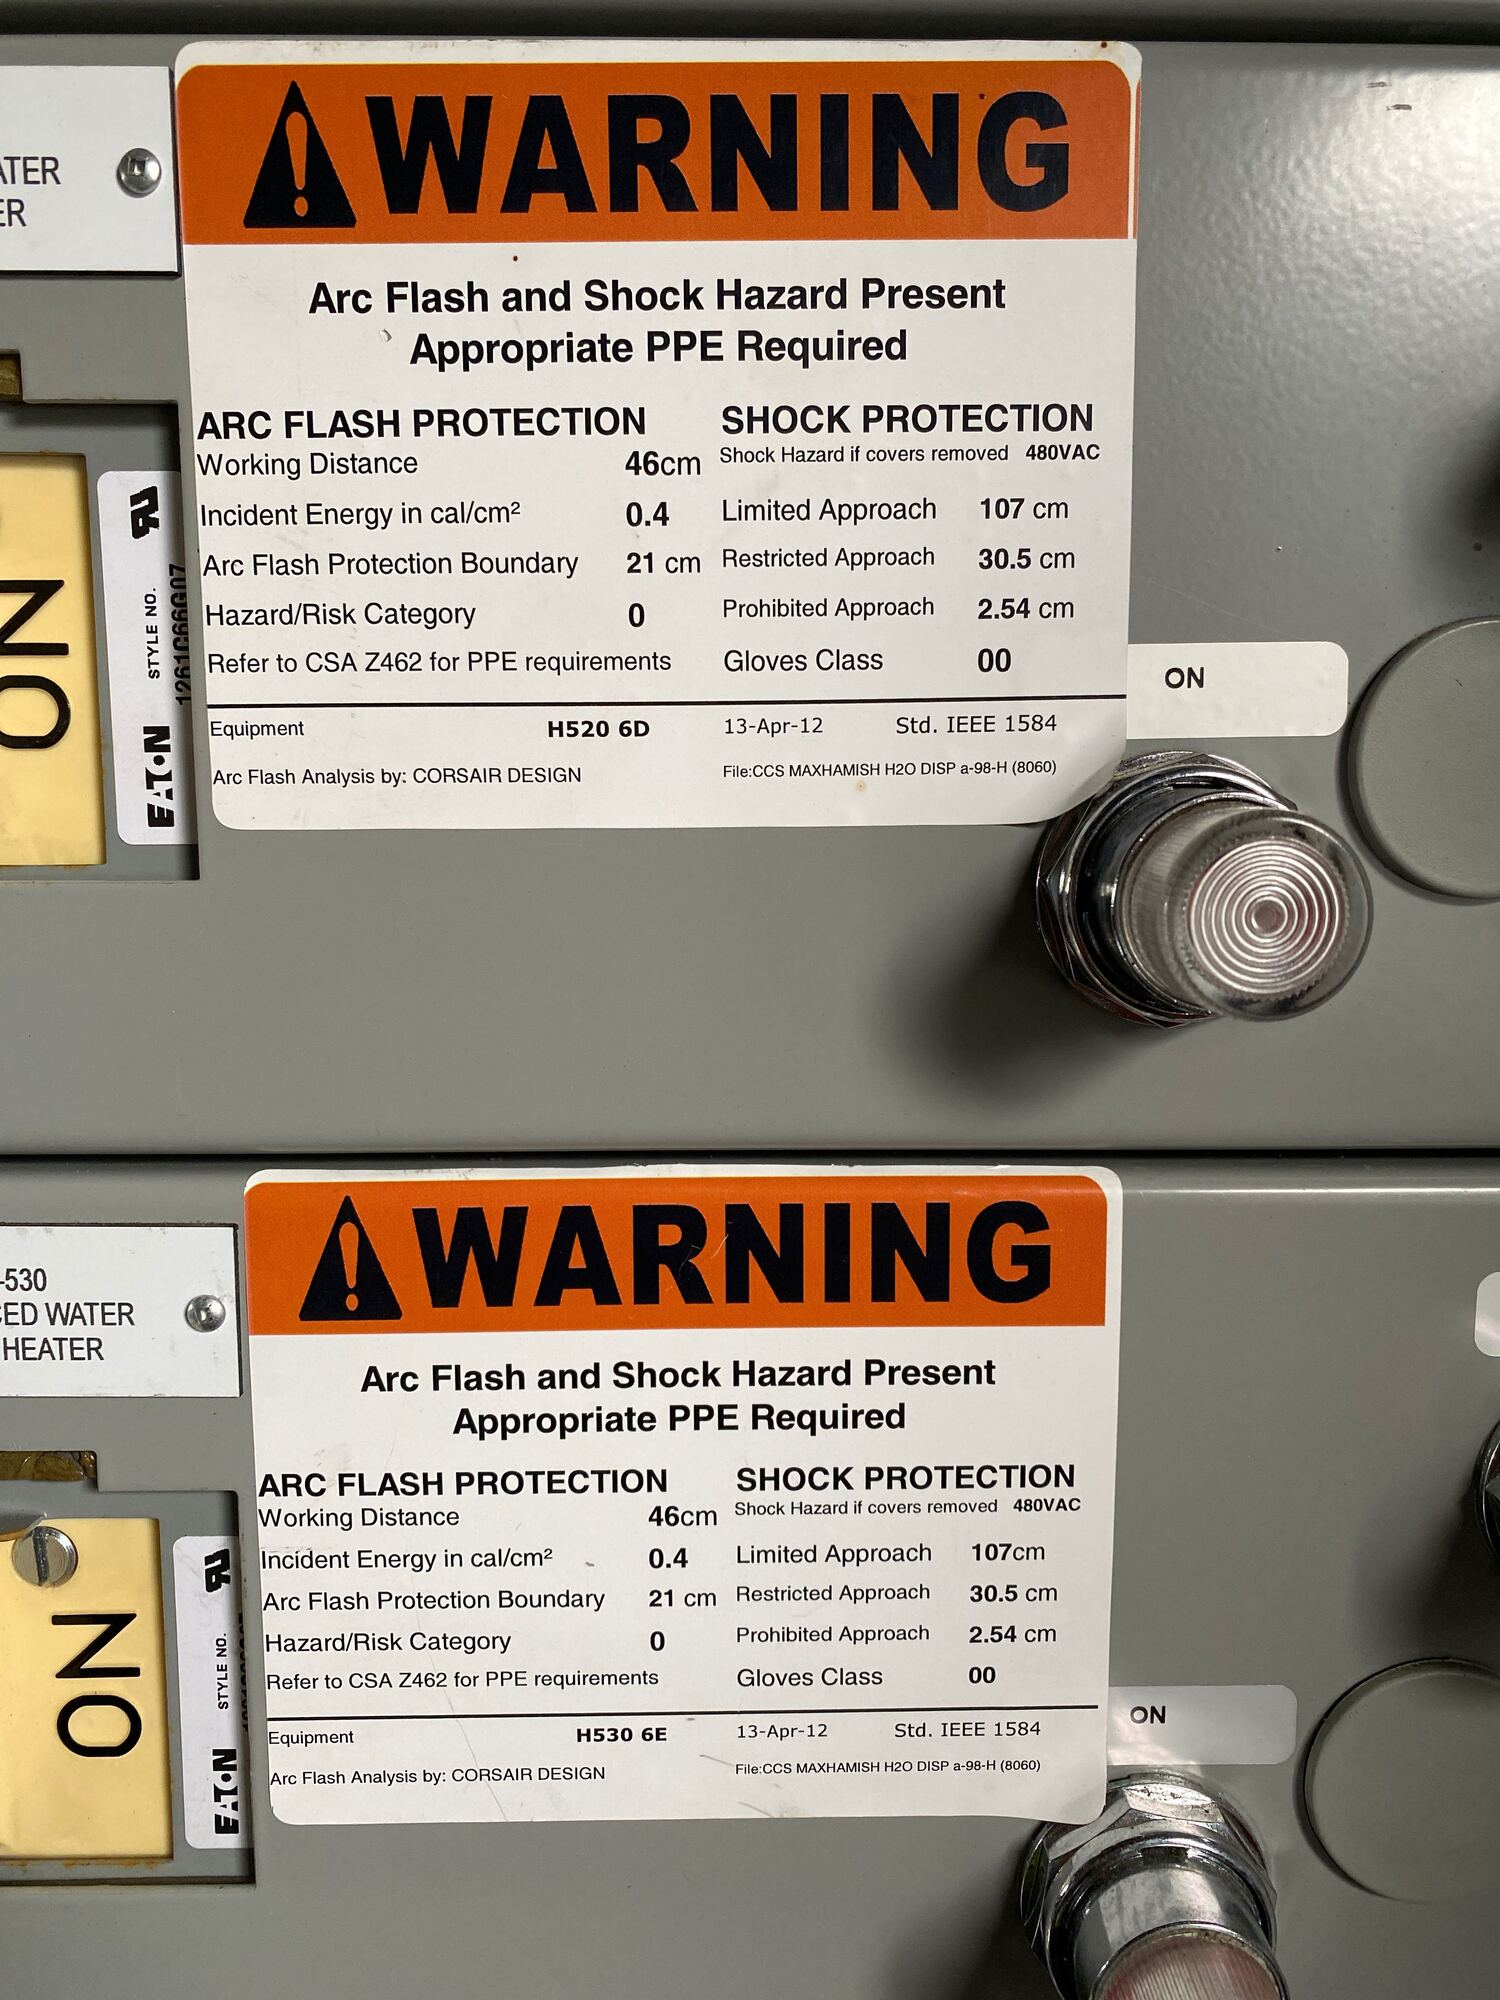 WARNING
Arc Flash and Shock Hazard Present
Appropriate PPE Required
ARC FLASH PROTECTION
Working Distance 46cm
Incident Energy in cal/cm² 0.4
Arc Flash Protection Boundary 21 cm
Hazard/Risk Category 0
Refer to CSA Z462 for PPE requirements
SHOCK PROTECTION
Shock Hazard if covers removed 480VAC
Limited Approach 107 cm
Restricted Approach 30.5 cm
Prohibited Approach 2.54 cm
Gloves Class 00
Equipment H520 6D 13-Apr-12 Std. IEEE 1584
Arc Flash Analysis by: CORSAIR DESIGN File:CCS MAXHAMISH H2O DISP a-98-H (8060)
ON
STYLE NO.
1261C66G07
EATON
ON
-530
WATER
HEATER
WARNING
Arc Flash and Shock Hazard Present
Appropriate PPE Required
ARC FLASH PROTECTION
Working Distance 46cm
Incident Energy in cal/cm² 0.4
Arc Flash Protection Boundary 21 cm
Hazard/Risk Category 0
Refer to CSA Z462 for PPE requirements
SHOCK PROTECTION
Shock Hazard if covers removed 480VAC
Limited Approach 107cm
Restricted Approach 30.5 cm
Prohibited Approach 2.54 cm
Gloves Class 00
Equipment H530 6E 13-Apr-12 Std. IEEE 1584
Arc Flash Analysis by: CORSAIR DESIGN File:CCS MAXHAMISH H2O DISP a-98-H (8060)
ON
STYLE NO.
EATON
ON